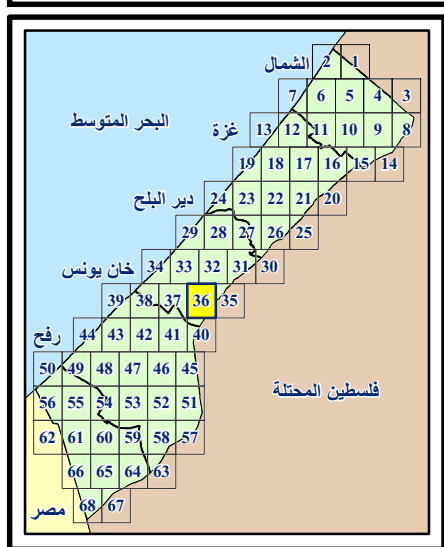 الشمال 2 1
7 6 5 4 3
البحر المتوسط
غزة 13 12 11 10 9 8
19 18 17 16 15 14
دير البلح 24 23 22 21 20
29 28 27 26 25
خان يونس 34 33 32 31 30
39 38 37 36 35
رفح 44 43 42 41 40
50 49 48 47 46 45
فلسطين المحتلة
56 55 54 53 52 51
62 61 60 59 58 57
66 65 64 63
مصر 68 67